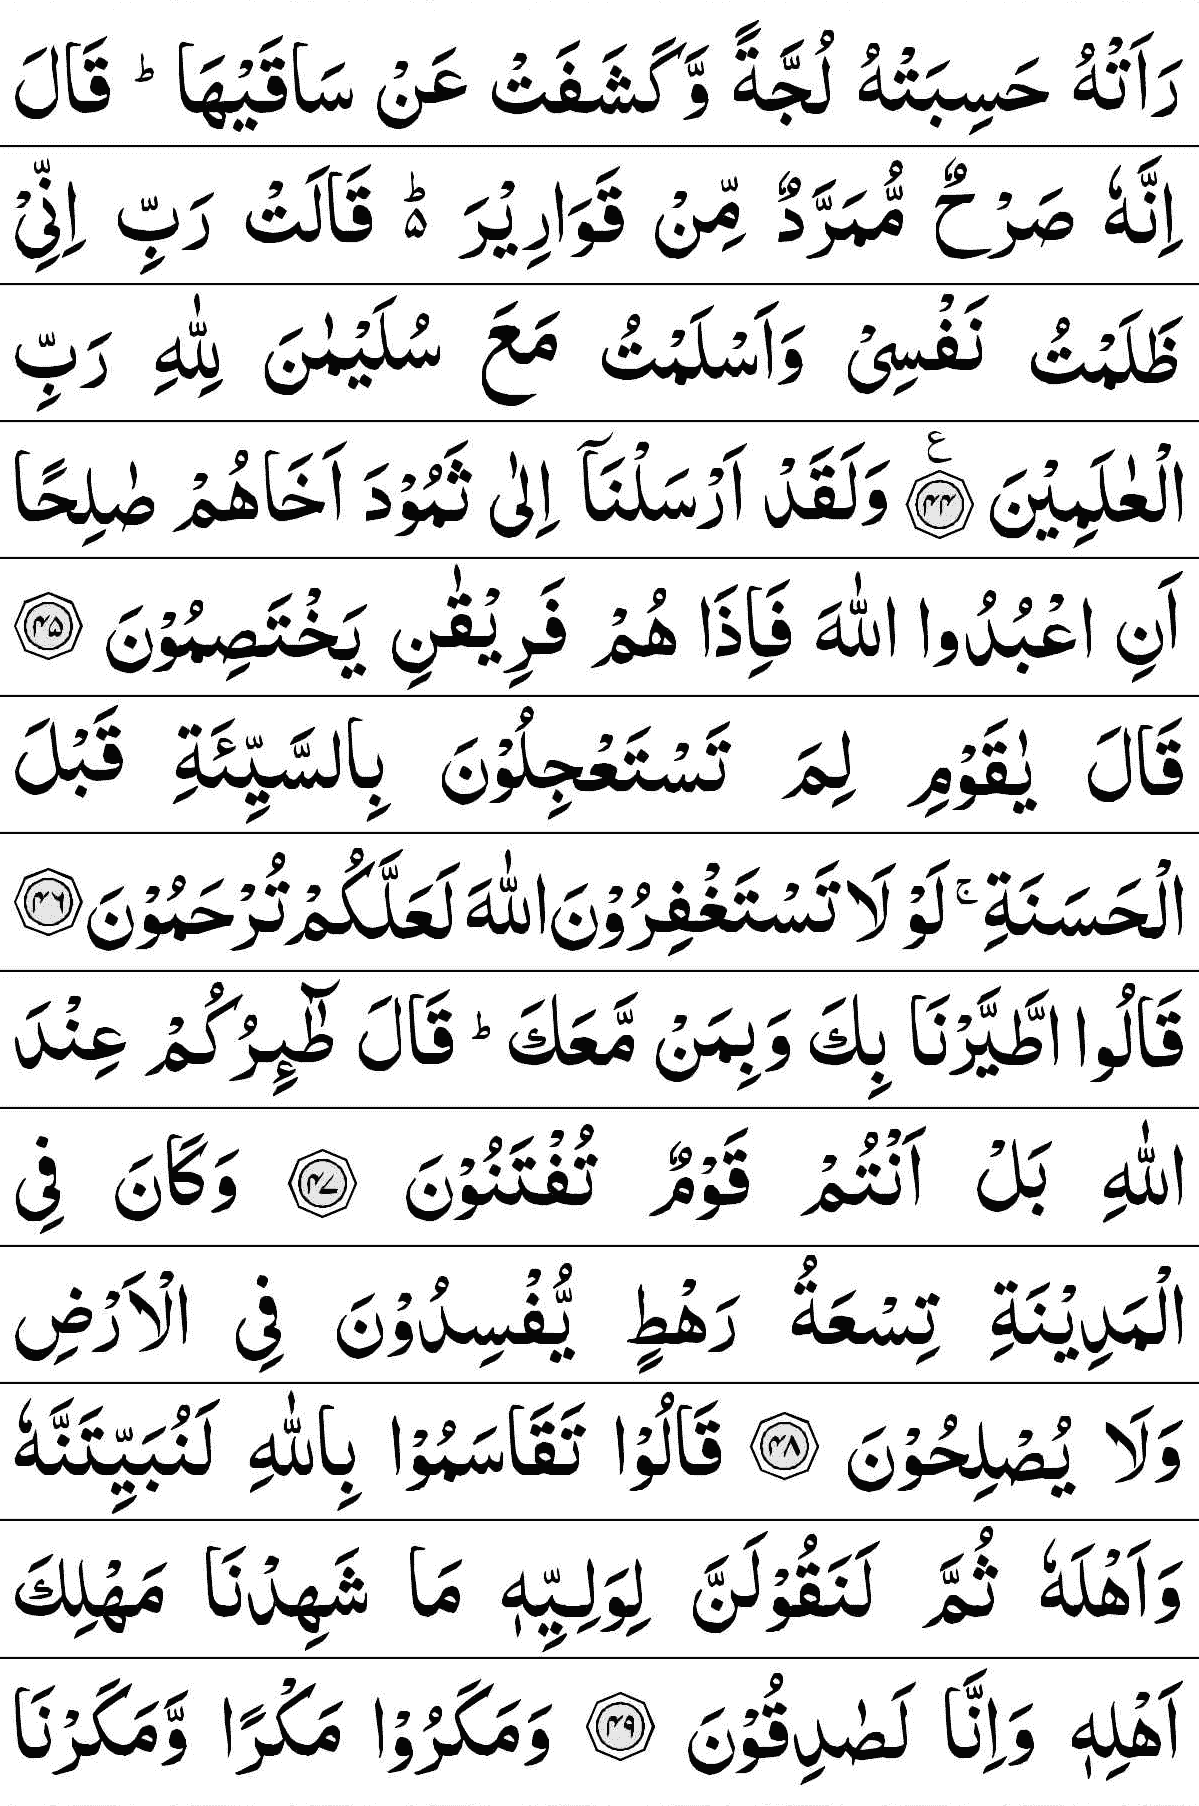 رَاَتْهُ حَسِبَتْهُ لُجَّةً وَّكَشَفَتْ عَنْ سَاقَيْهَا ؕ قَالَ
اِنَّهٗ صَرْحٌ مُّمَرَّدٌ مِّنْ قَوَارِيْرَ ۬ؕ قَالَتْ رَبِّ اِنِّيْ
ظَلَمْتُ نَفْسِيْ وَاَسْلَمْتُ مَعَ سُلَيْمٰنَ لِلّٰهِ رَبِّ
الْعٰلَمِيْنَ ﴿۴۴﴾ ع وَلَقَدْ اَرْسَلْنَاۤ اِلٰى ثَمُوْدَ اَخَاهُمْ صٰلِحًا
اَنِ اعْبُدُوا اللّٰهَ فَاِذَا هُمْ فَرِيْقٰنِ يَخْتَصِمُوْنَ ﴿۴۵﴾
قَالَ يٰقَوْمِ لِمَ تَسْتَعْجِلُوْنَ بِالسَّيِّئَةِ قَبْلَ
الْحَسَنَةِ ۚ لَوْ لَا تَسْتَغْفِرُوْنَ اللّٰهَ لَعَلَّكُمْ تُرْحَمُوْنَ ﴿۴۶﴾
قَالُوا اطَّيَّرْنَا بِكَ وَبِمَنْ مَّعَكَ ؕ قَالَ طٰٓئِرُكُمْ عِنْدَ
اللّٰهِ بَلْ اَنْتُمْ قَوْمٌ تُفْتَنُوْنَ ﴿۴۷﴾ وَكَانَ فِي
الْمَدِيْنَةِ تِسْعَةُ رَهْطٍ يُّفْسِدُوْنَ فِي الْاَرْضِ
وَلَا يُصْلِحُوْنَ ﴿۴۸﴾ قَالُوْا تَقَاسَمُوْا بِاللّٰهِ لَنُبَيِّتَنَّهٗ
وَاَهْلَهٗ ثُمَّ لَنَقُوْلَنَّ لِوَلِيِّهٖ مَا شَهِدْنَا مَهْلِكَ
اَهْلِهٖ وَاِنَّا لَصٰدِقُوْنَ ﴿۴۹﴾ وَمَكَرُوْا مَكْرًا وَّمَكَرْنَا